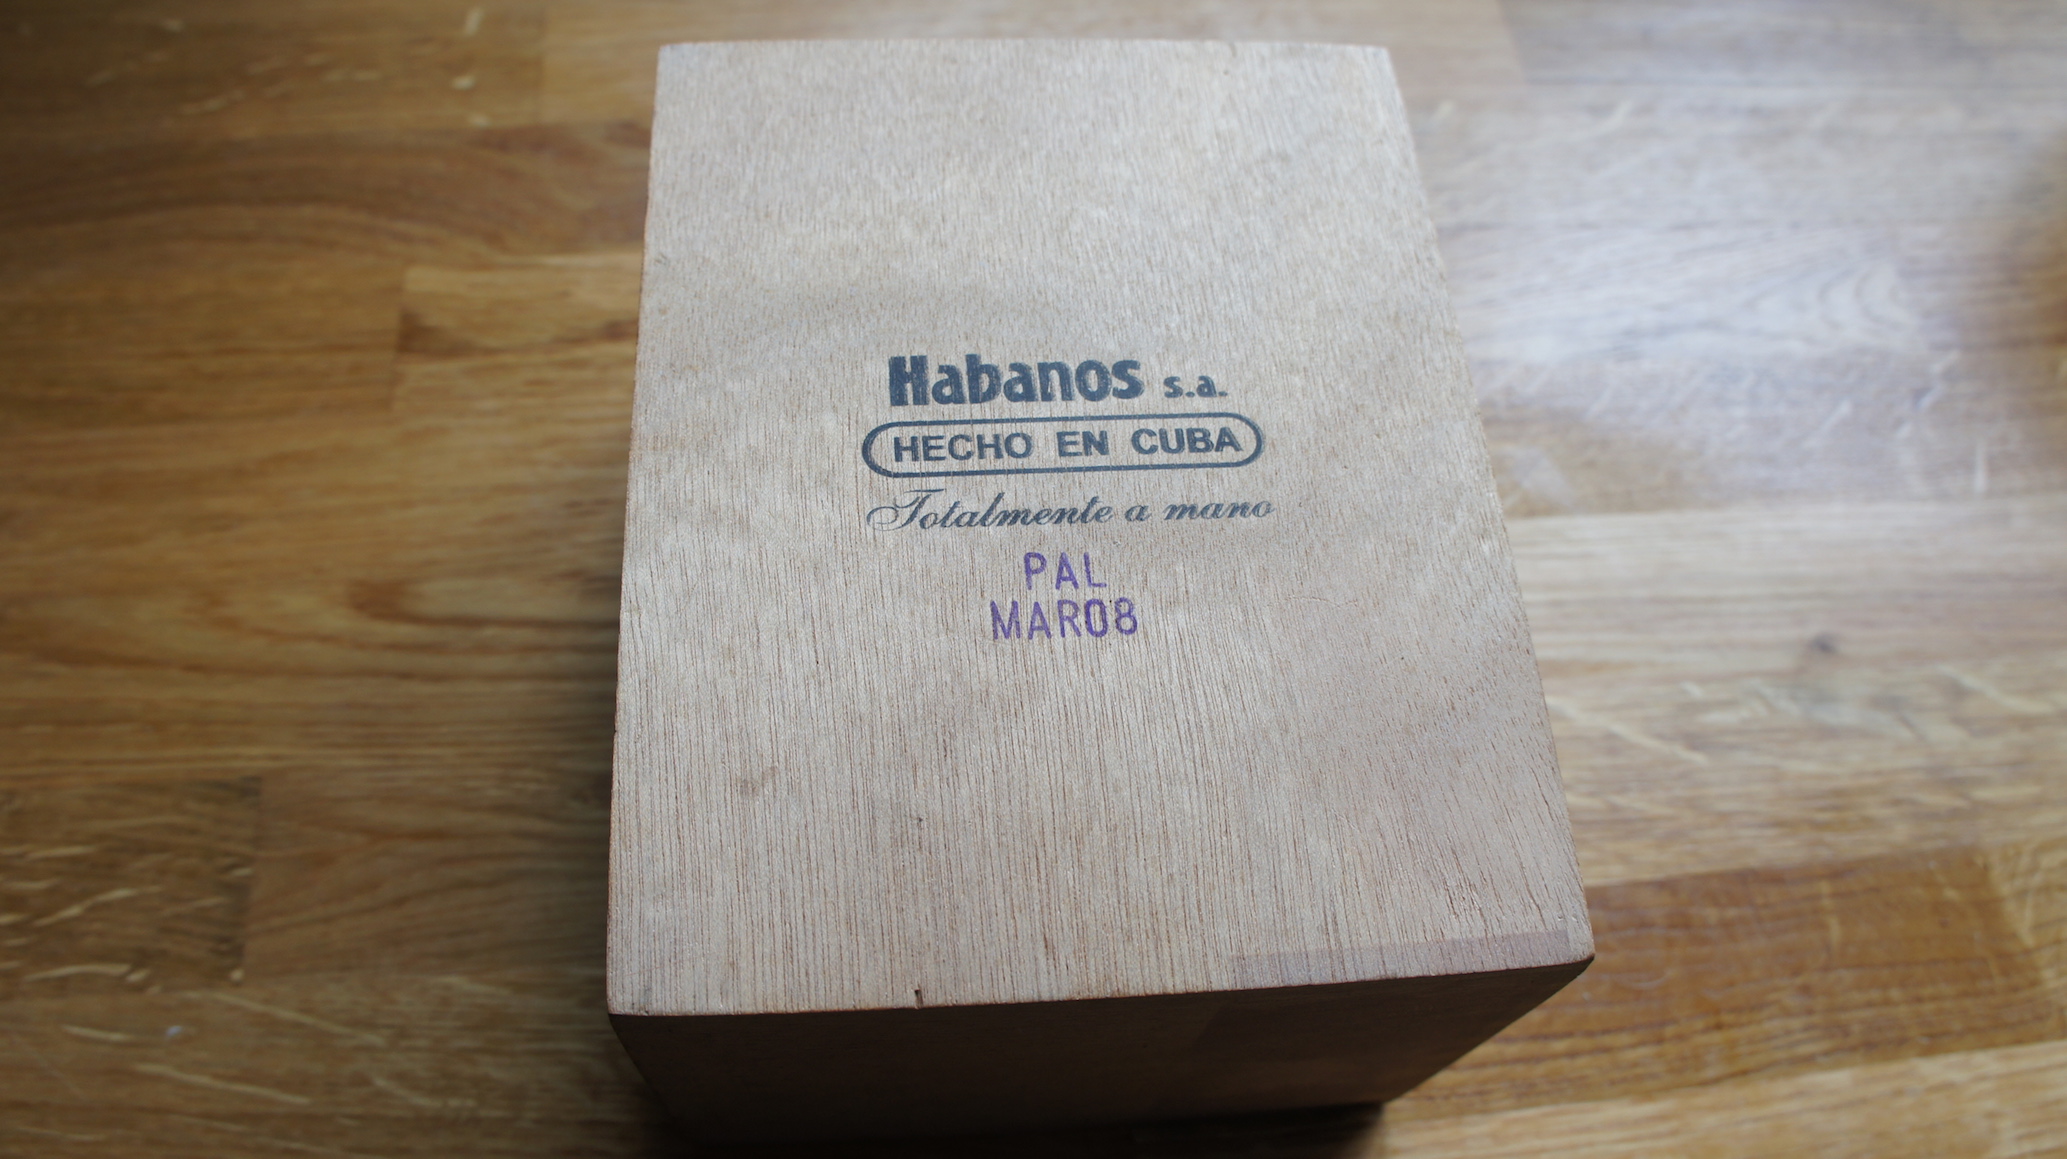 Habanos s.a.
HECHO EN CUBA
Totalmente a mano
PAL
MAR08